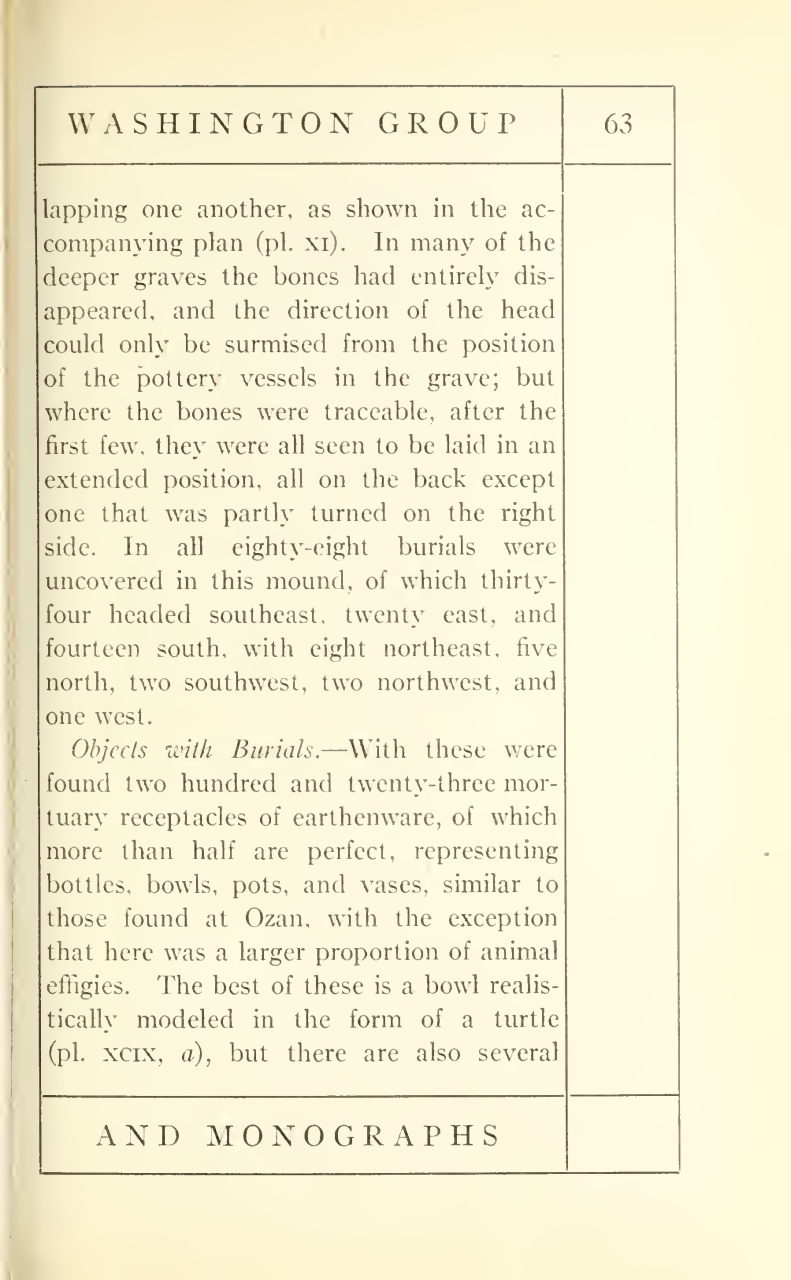 WASHINGTON GROUP 63
lapping one another, as shown in the ac-
companying plan (pl. XI). In many of the
deeper graves the bones had entirely dis-
appeared, and the direction of the head
could only be surmised from the position
of the pottery vessels in the grave; but
where the bones were traceable, after the
first few, they were all seen to be laid in an
extended position, all on the back except
one that was partly turned on the right
side. In all eighty-eight burials were
uncovered in this mound, of which thirty-
four headed southeast, twenty east, and
fourteen south, with eight northeast, five
north, two southwest, two northwest, and
one west.
Objects with Burials.—With these were
found two hundred and twenty-three mor-
tuary receptacles of earthenware, of which
more than half are perfect, representing
bottles, bowls, pots, and vases, similar to
those found at Ozan, with the exception
that here was a larger proportion of animal
effigies. The best of these is a bowl realis-
tically modeled in the form of a turtle
(pl. XCIX, a), but there are also several
AND MONOGRAPHS